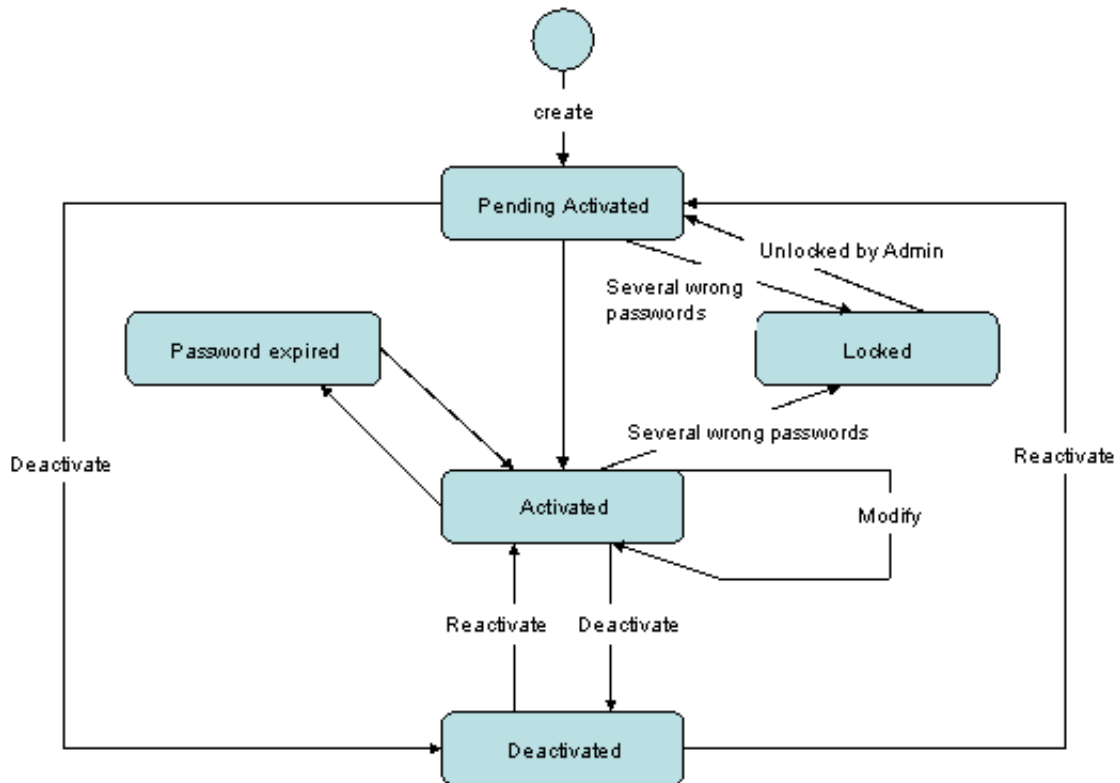 create
Pending Activated
Unlocked by Admin
Several wrong
passwords
Password expired
Locked
Several wrong passwords
Deactivate
Reactivate
Activated
Modify
Reactivate
Deactivate
Deactivated